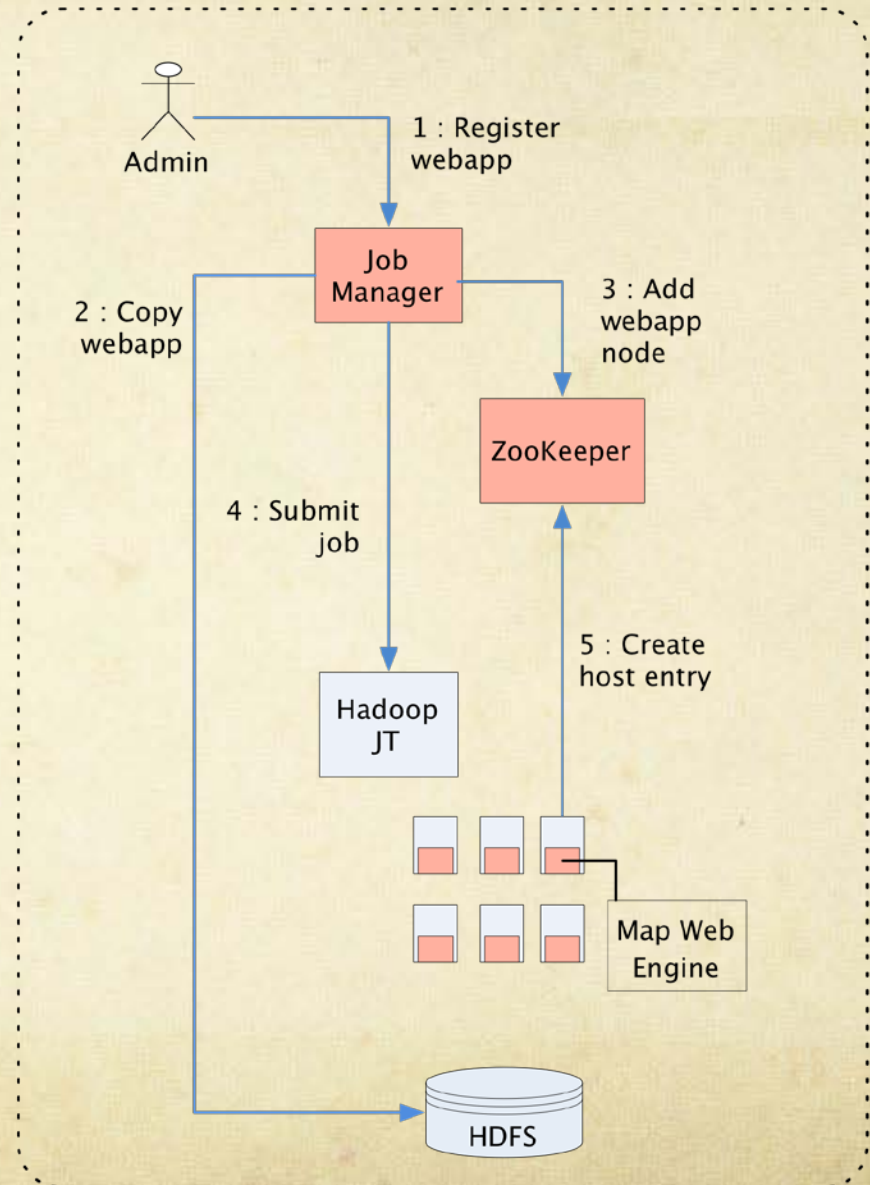 Admin
1 : Register
webapp
Job
Manager
2 : Copy
webapp
3 : Add
webapp
node
ZooKeeper
4 : Submit
job
5 : Create
host entry
Hadoop
JT
Map Web
Engine
HDFS